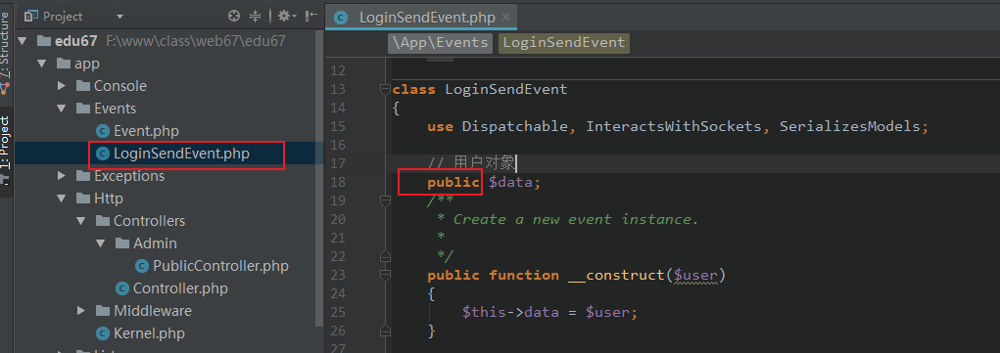 Project
LoginSendEvent.php
\App\Events
LoginSendEvent
7: Structure
1: Project
edu67 F:\www\class\web67\edu67
app
Console
Events
Event.php
LoginSendEvent.php
Exceptions
Http
Controllers
Admin
PublicController.php
Controller.php
Middleware
Kernel.php
12
13 class LoginSendEvent
14 {
15 use Dispatchable, InteractsWithSockets, SerializesModels;
16
17 // 用户对象
18 public $data;
19 /**
20 * Create a new event instance.
21 *
22 */
23 public function __construct($user)
24 {
25 $this->data = $user;
26 }
27